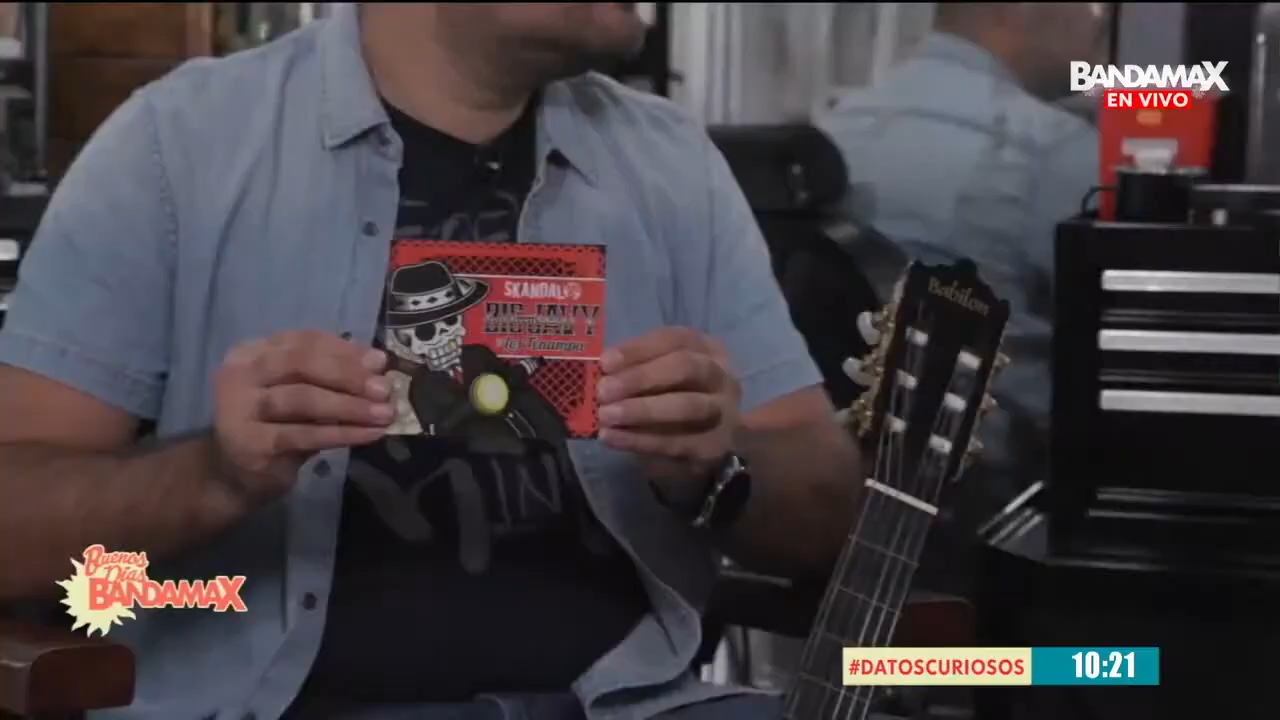 BANDAMAX
EN VIVO
SKANDALO
BIG JAVY
y los Tenampa
Babilon
Buenos
Días
BANDAMAX
#DATOSCURIOSOS
10:21